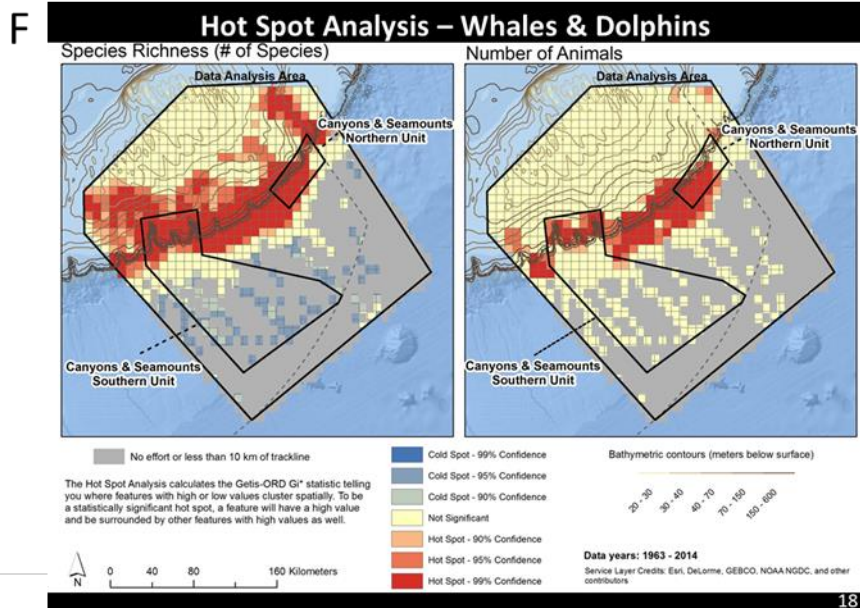 F
Hot Spot Analysis – Whales & Dolphins
Species Richness (# of Species)
Data Analysis Area
Canyons & Seamounts
Northern Unit
Canyons & Seamounts
Southern Unit
Number of Animals
Data Analysis Area
Canyons & Seamounts
Northern Unit
Canyons & Seamounts
Southern Unit
No effort or less than 10 km of trackline
The Hot Spot Analysis calculates the Getis-ORD Gi* statistic telling
you where features with high or low values cluster spatially. To be
a statistically significant hot spot, a feature will have a high value
and be surrounded by other features with high values as well.
N
0 40 80 160 Kilometers
Cold Spot - 99% Confidence
Cold Spot - 95% Confidence
Cold Spot - 90% Confidence
Not Significant
Hot Spot - 90% Confidence
Hot Spot - 95% Confidence
Hot Spot - 99% Confidence
Bathymetric contours (meters below surface)
20 - 30
30 - 40
40 - 70
70 - 150
150 - 600
Data years: 1963 - 2014
Service Layer Credits: Esri, DeLorme, GEBCO, NOAA NGDC, and other
contributors
18